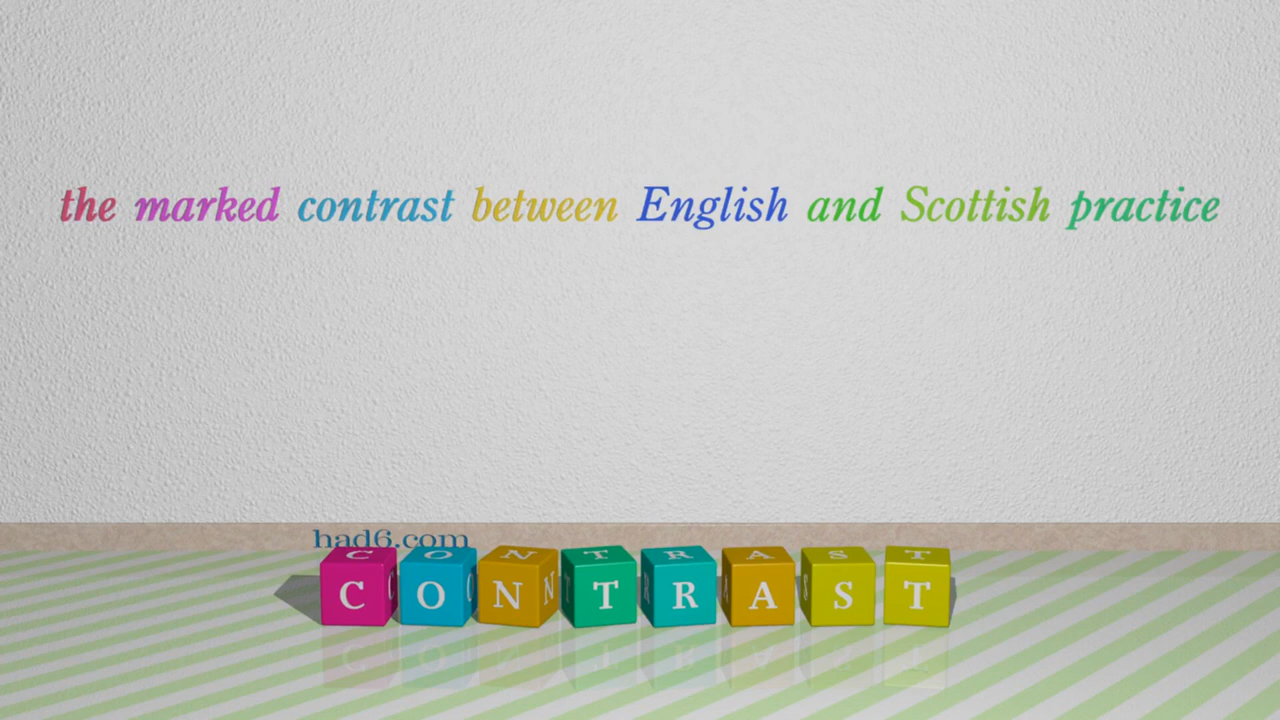 the marked contrast between English and Scottish practice
had6.com
CONTRAST